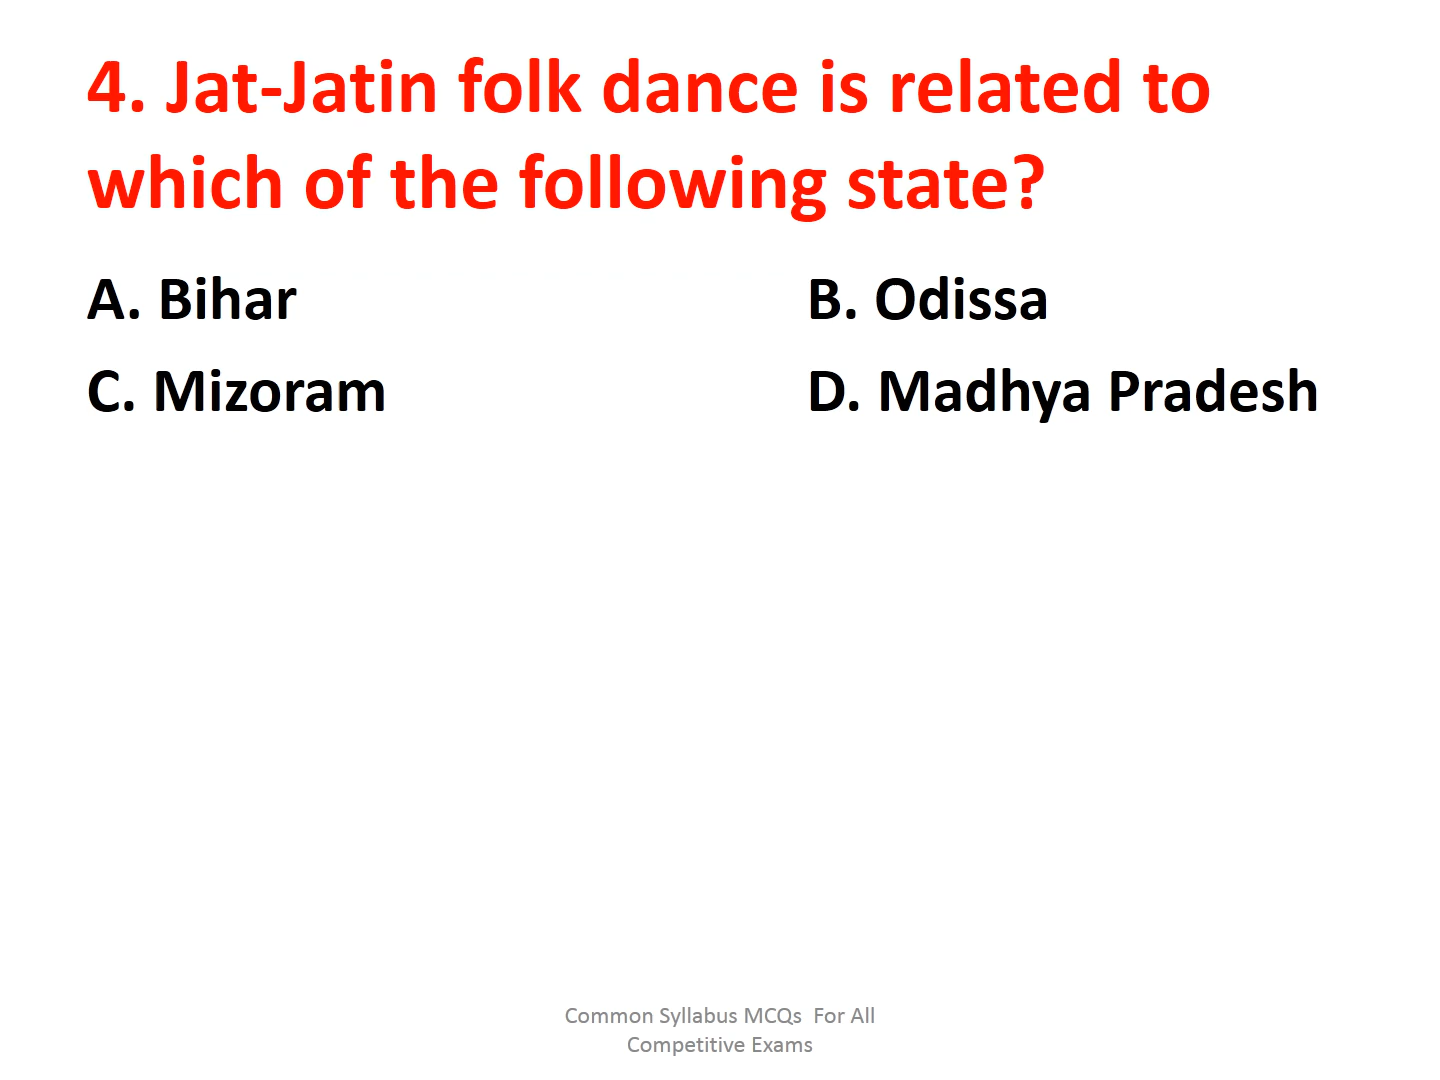 4. Jat-Jatin folk dance is related to
which of the following state?
A. Bihar B. Odissa
C. Mizoram D. Madhya Pradesh
Common Syllabus MCQs For All
Competitive Exams